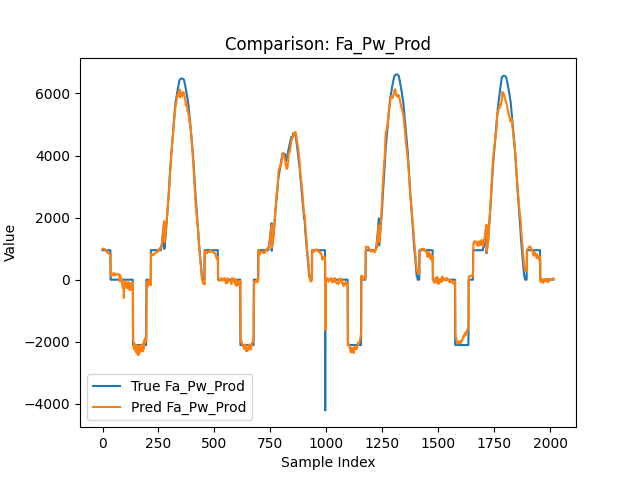 Comparison: Fa_Pw_Prod
Value
6000
4000
2000
0
−2000
−4000
True Fa_Pw_Prod
Pred Fa_Pw_Prod
0 250 500 750 1000 1250 1500 1750 2000
Sample Index